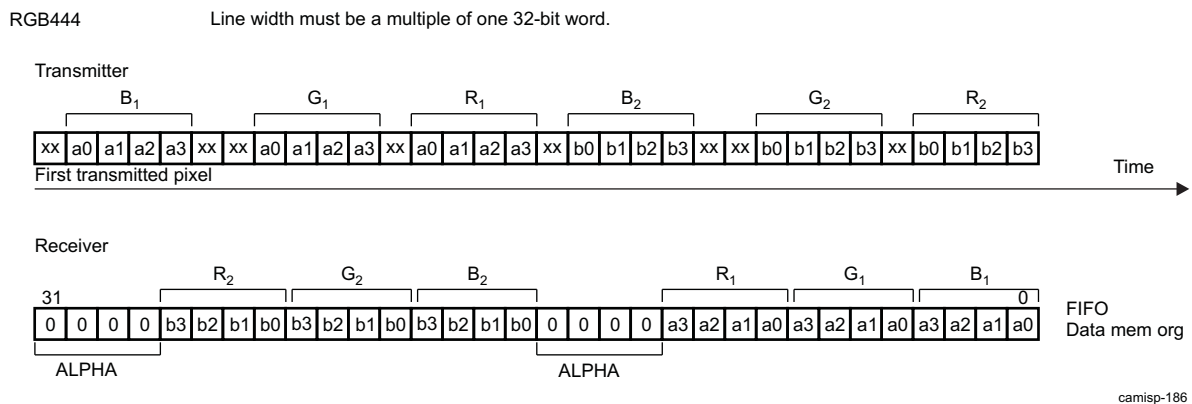 RGB444 Line width must be a multiple of one 32-bit word.
Transmitter
B1 G1 R1 B2 G2 R2
xx a0 a1 a2 a3 xx xx a0 a1 a2 a3 xx a0 a1 a2 a3 xx b0 b1 b2 b3 xx xx b0 b1 b2 b3 xx b0 b1 b2 b3
First transmitted pixel
Time
Receiver
R2 G2 B2 R1 G1 B1
31 0
0 0 0 0 b3 b2 b1 b0 b3 b2 b1 b0 b3 b2 b1 b0 0 0 0 0 a3 a2 a1 a0 a3 a2 a1 a0 a3 a2 a1 a0
FIFO
Data mem org
ALPHA ALPHA
camisp-186